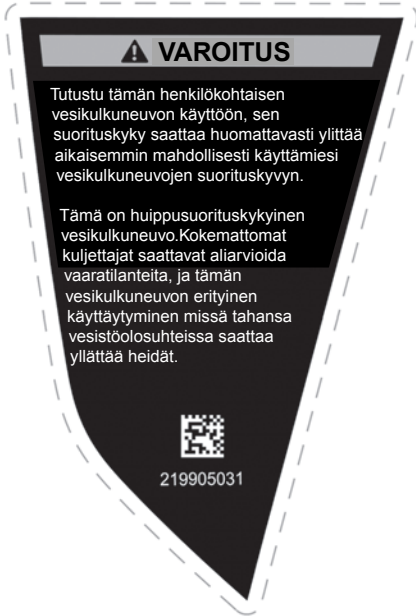 VAROITUS
Tutustu tämän henkilökohtaisen
vesikulkuneuvon käyttöön, sen
suorituskyky saattaa huomattavasti ylittää
aikaisemmin mahdollisesti käyttämiesi
vesikulkuneuvojen suorituskyvyn.
Tämä on huippusuorituskykyinen
vesikulkuneuvo.Kokemattomat
kuljettajat saattavat aliarvioida
vaaratilanteita, ja tämän
vesikulkuneuvon erityinen
käyttäytyminen missä tahansa
vesistöolosuhteissa saattaa
yllättää heidät.
219905031